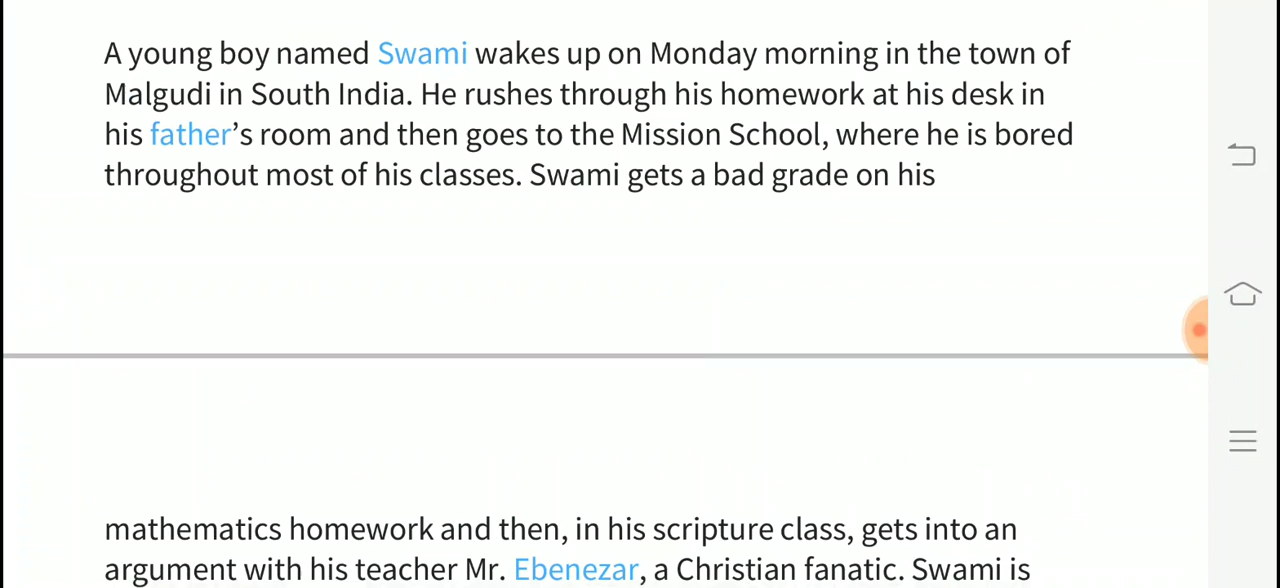 A young boy named Swami wakes up on Monday morning in the town of
Malgudi in South India. He rushes through his homework at his desk in
his father’s room and then goes to the Mission School, where he is bored
throughout most of his classes. Swami gets a bad grade on his
mathematics homework and then, in his scripture class, gets into an
argument with his teacher Mr. Ebenezar, a Christian fanatic. Swami is